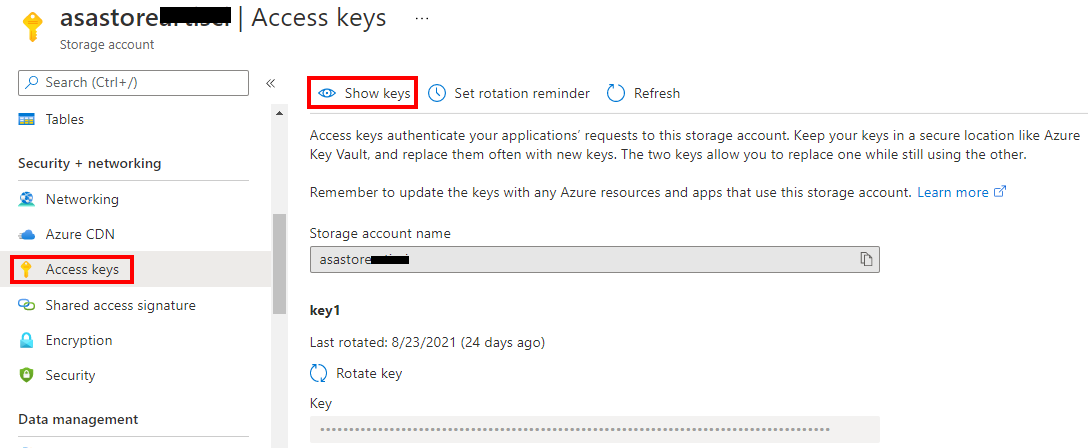 asastore | Access keys ...
Storage account
Search (Ctrl+/)
«
Tables
Security + networking
Networking
Azure CDN
Access keys
Shared access signature
Encryption
Security
Data management
Show keys
Set rotation reminder
Refresh
Access keys authenticate your applications’ requests to this storage account. Keep your keys in a secure location like Azure
Key Vault, and replace them often with new keys. The two keys allow you to replace one while still using the other.
Remember to update the keys with any Azure resources and apps that use this storage account. Learn more
Storage account name
asastore
key1
Last rotated: 8/23/2021 (24 days ago)
Rotate key
Key